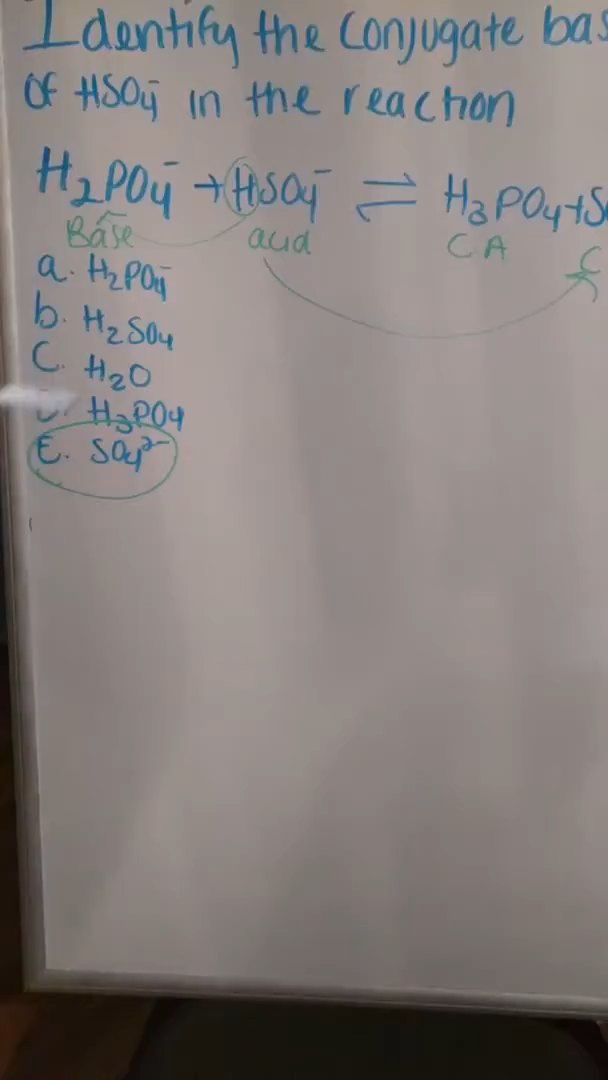 Identify the Conjugate bas
Of HSO₄⁻ in the reaction
H₂PO₄⁻ + HSO₄⁻ ⇌ H₃PO₄ + S
Base acid C A C
a. H₂PO₄⁻
b. H₂SO₄
C. H₂O
D. H₃PO₄
E. SO₄²⁻